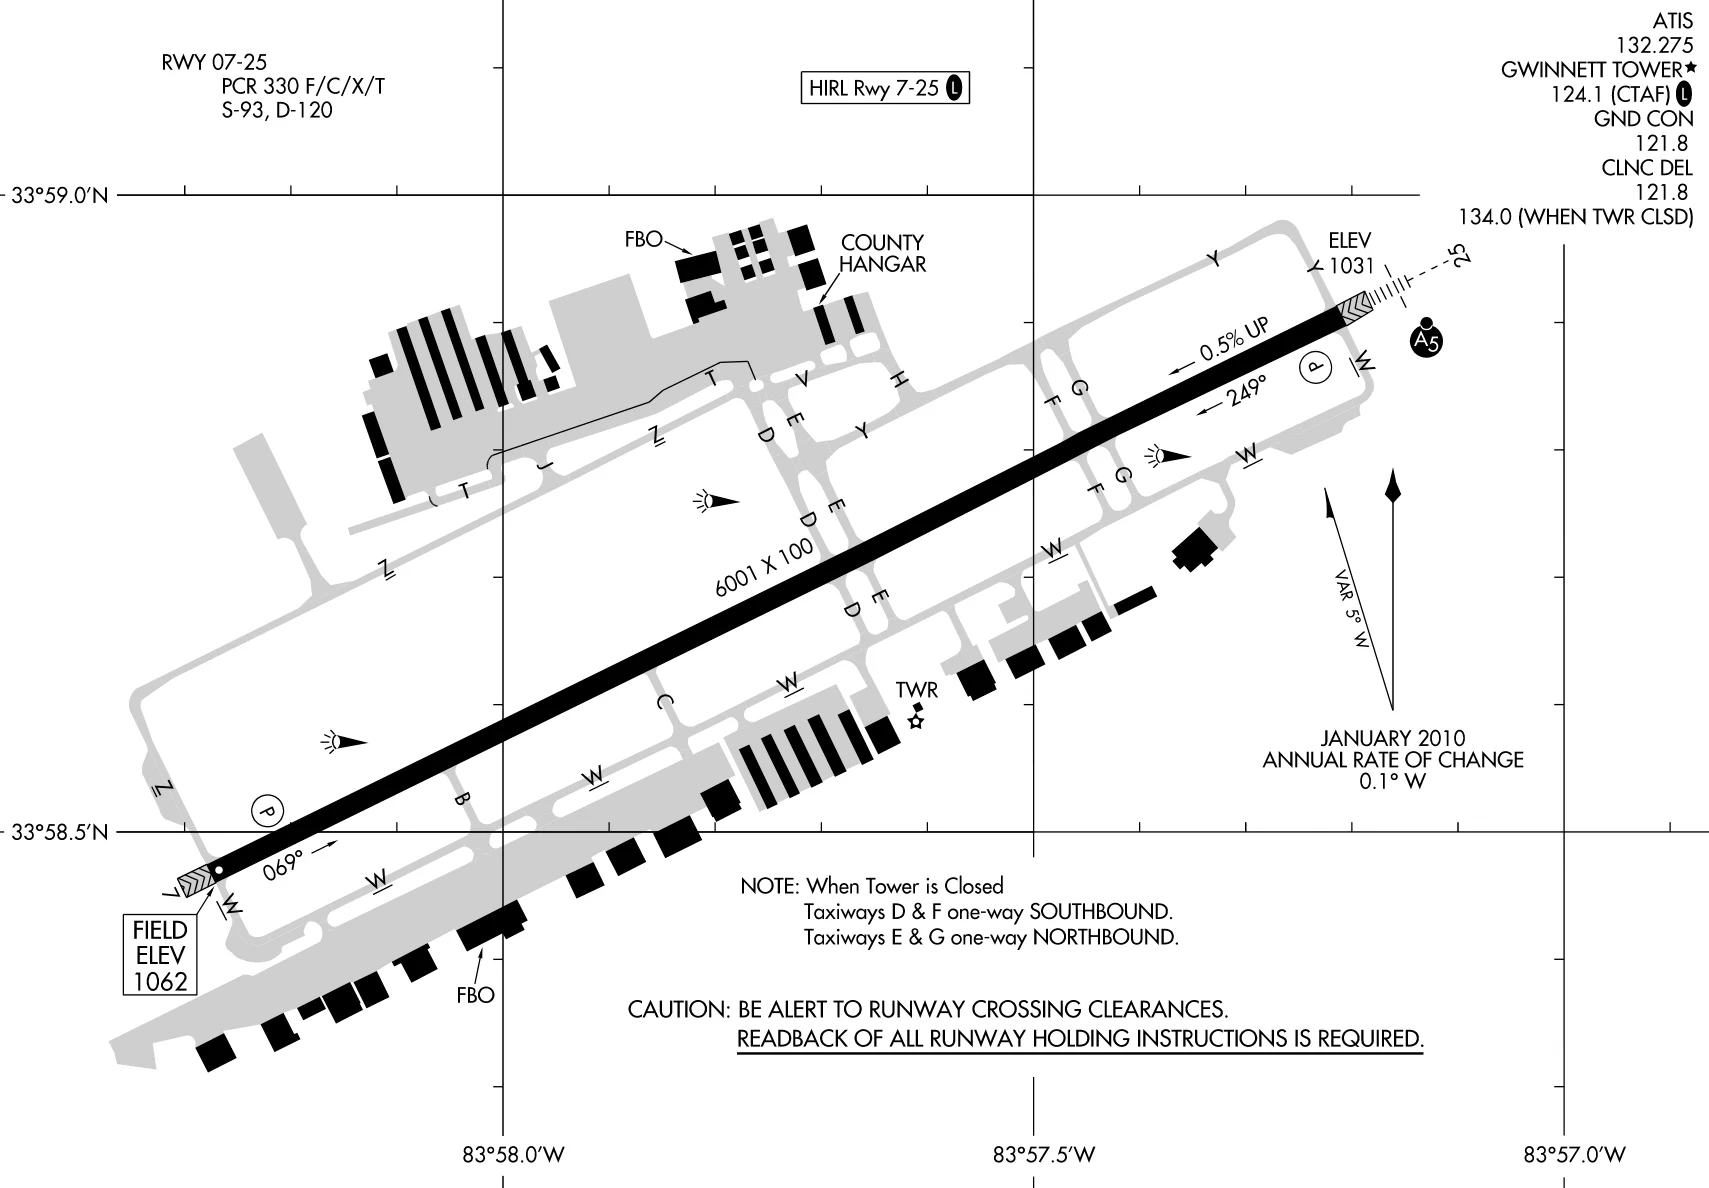 ATIS
132.275
GWINNETT TOWER★
124.1 (CTAF) L
GND CON
121.8
CLNC DEL
121.8
134.0 (WHEN TWR CLSD)
RWY 07-25
PCR 330 F/C/X/T
S-93, D-120
HIRL Rwy 7-25 L
33°59.0'N
FBO
COUNTY
HANGAR
Y
Y
ELEV
1031
25
A5
0.5% UP
249°
P
W
T
V
H
G
F
E
D
Y
Z
J
T
G
F
W
E
D
Z
6001 X 100
W
E
D
VAR 5° W
W
C
TWR
JANUARY 2010
ANNUAL RATE OF CHANGE
0.1° W
W
Z
B
P
33°58.5'N
069°
W
V
W
FIELD
ELEV
1062
FBO
NOTE: When Tower is Closed
Taxiways D & F one-way SOUTHBOUND.
Taxiways E & G one-way NORTHBOUND.
CAUTION: BE ALERT TO RUNWAY CROSSING CLEARANCES.
READBACK OF ALL RUNWAY HOLDING INSTRUCTIONS IS REQUIRED.
83°58.0'W
83°57.5'W
83°57.0'W